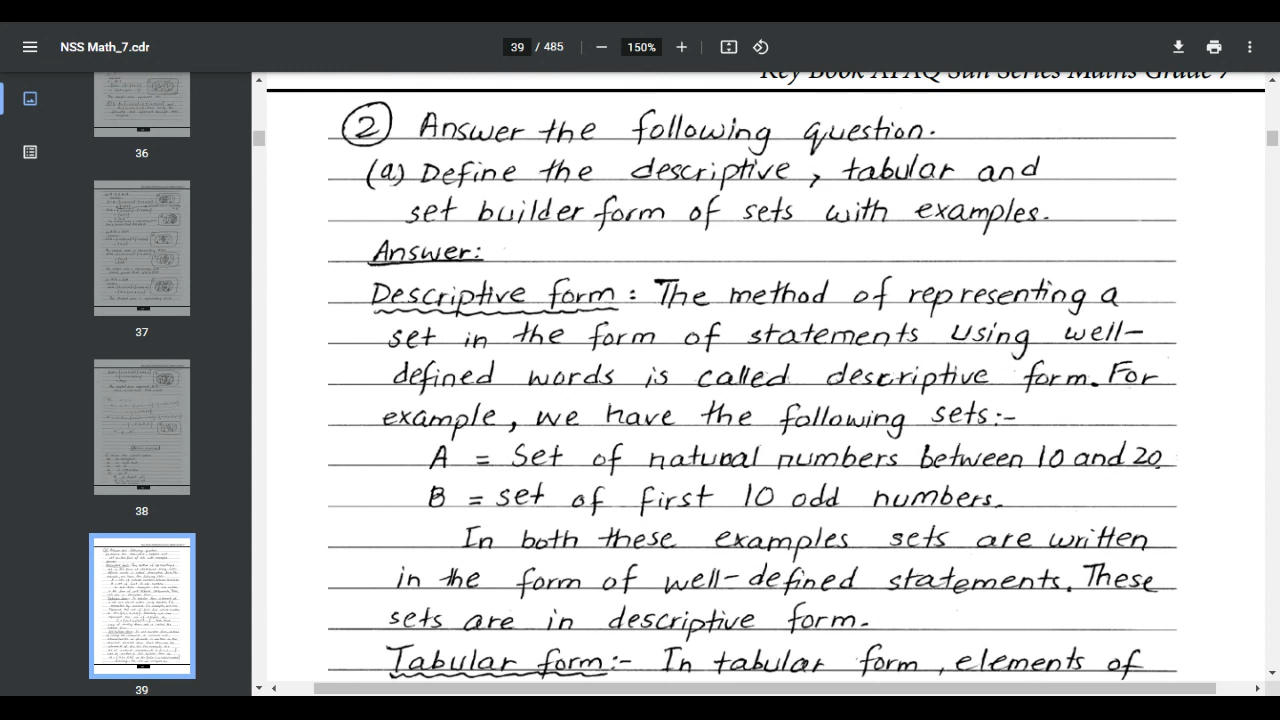 NSS Math_7.cdr
39 / 485
150%
Key Book AFAQ Sun Series Maths Grade 7
36
37
38
39
2 Answer the following question.
(a) Define the descriptive, tabular and
set builder form of sets with examples.
Answer:
Descriptive form: The method of representing a
set in the form of statements using well-
defined words is called descriptive form. For
example, we have the following sets:-
A = Set of natural numbers between 10 and 20.
B = set of first 10 odd numbers.
In both these examples sets are written
in the form of well-defined statements. These
sets are in descriptive form.
Tabular form:- In tabular form, elements of